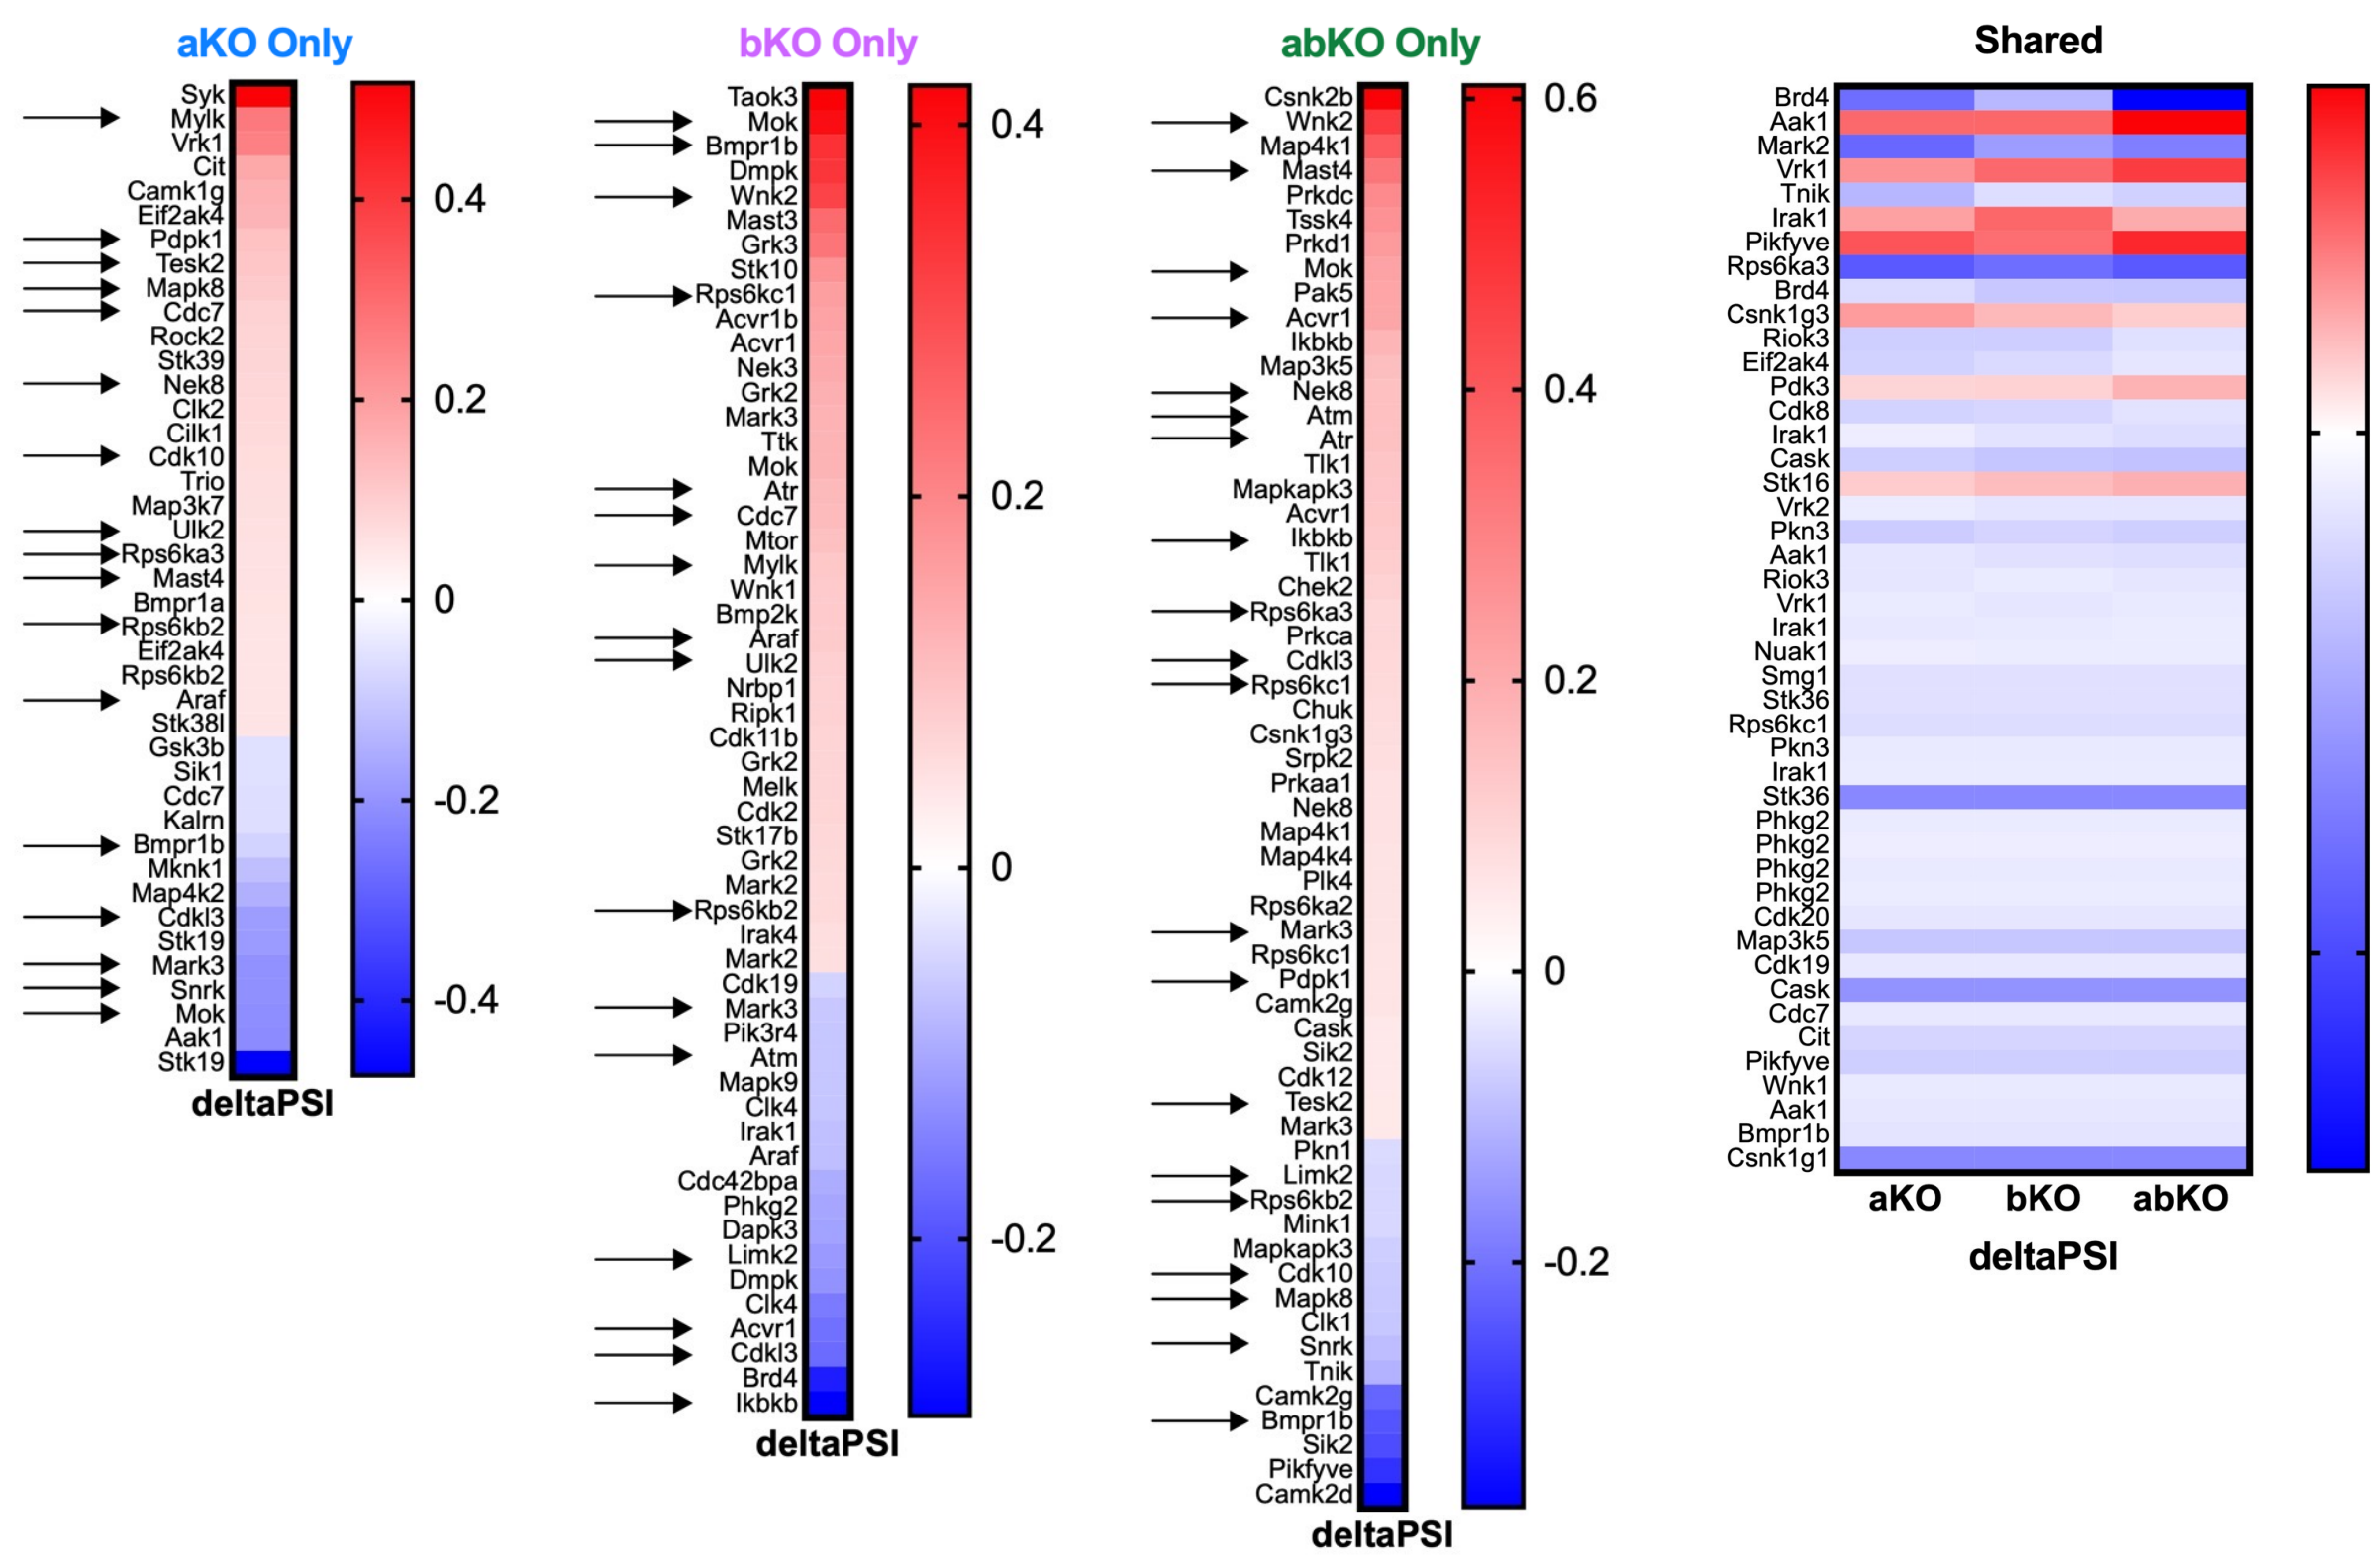 aKO Only
Syk
Mylk
Vrk1
Cit
Camk1g
Eif2ak4
Pdpk1
Tesk2
Mapk8
Cdc7
Rock2
Stk39
Nek8
Clk2
Cilk1
Cdk10
Trio
Map3k7
Ulk2
Rps6ka3
Mast4
Bmpr1a
Rps6kb2
Eif2ak4
Rps6kb2
Araf
Stk38l
Gsk3b
Sik1
Cdc7
Kalrn
Bmpr1b
Mknk1
Map4k2
Cdkl3
Stk19
Mark3
Snrk
Mok
Aak1
Stk19
0.4
0.2
0
-0.2
-0.4
deltaPSI
bKO Only
Taok3
Mok
Bmpr1b
Dmpk
Wnk2
Mast3
Grk3
Stk10
Rps6kc1
Acvr1b
Acvr1
Nek3
Grk2
Mark3
Ttk
Mok
Atr
Cdc7
Mtor
Mylk
Wnk1
Bmp2k
Araf
Ulk2
Nrbp1
Ripk1
Cdk11b
Grk2
Melk
Cdk2
Stk17b
Grk2
Mark2
Rps6kb2
Irak4
Mark2
Cdk19
Mark3
Pik3r4
Atm
Mapk9
Clk4
Irak1
Araf
Cdc42bpa
Phkg2
Dapk3
Limk2
Dmpk
Clk4
Acvr1
Cdkl3
Brd4
Ikbkb
0.4
0.2
0
-0.2
deltaPSI
abKO Only
Csnk2b
Wnk2
Map4k1
Mast4
Prkdc
Tssk4
Prkd1
Mok
Pak5
Acvr1
Ikbkb
Map3k5
Nek8
Atm
Atr
Tlk1
Mapkapk3
Acvr1
Ikbkb
Tlk1
Chek2
Rps6ka3
Prkca
Cdkl3
Rps6kc1
Chuk
Csnk1g3
Srpk2
Prkaa1
Nek8
Map4k1
Map4k4
Plk4
Rps6ka2
Mark3
Rps6kc1
Pdpk1
Camk2g
Cask
Sik2
Cdk12
Tesk2
Mark3
Pkn1
Limk2
Rps6kb2
Mink1
Mapkapk3
Cdk10
Mapk8
Clk1
Snrk
Tnik
Camk2g
Bmpr1b
Sik2
Pikfyve
Camk2d
0.6
0.4
0.2
0
-0.2
deltaPSI
Shared
Brd4
Aak1
Mark2
Vrk1
Tnik
Irak1
Pikfyve
Rps6ka3
Brd4
Csnk1g3
Riok3
Eif2ak4
Pdk3
Cdk8
Irak1
Cask
Stk16
Vrk2
Pkn3
Aak1
Riok3
Vrk1
Irak1
Nuak1
Smg1
Stk36
Rps6kc1
Pkn3
Irak1
Stk36
Phkg2
Phkg2
Phkg2
Phkg2
Cdk20
Map3k5
Cdk19
Cask
Cdc7
Cit
Pikfyve
Wnk1
Aak1
Bmpr1b
Csnk1g1
aKO bKO abKO
deltaPSI